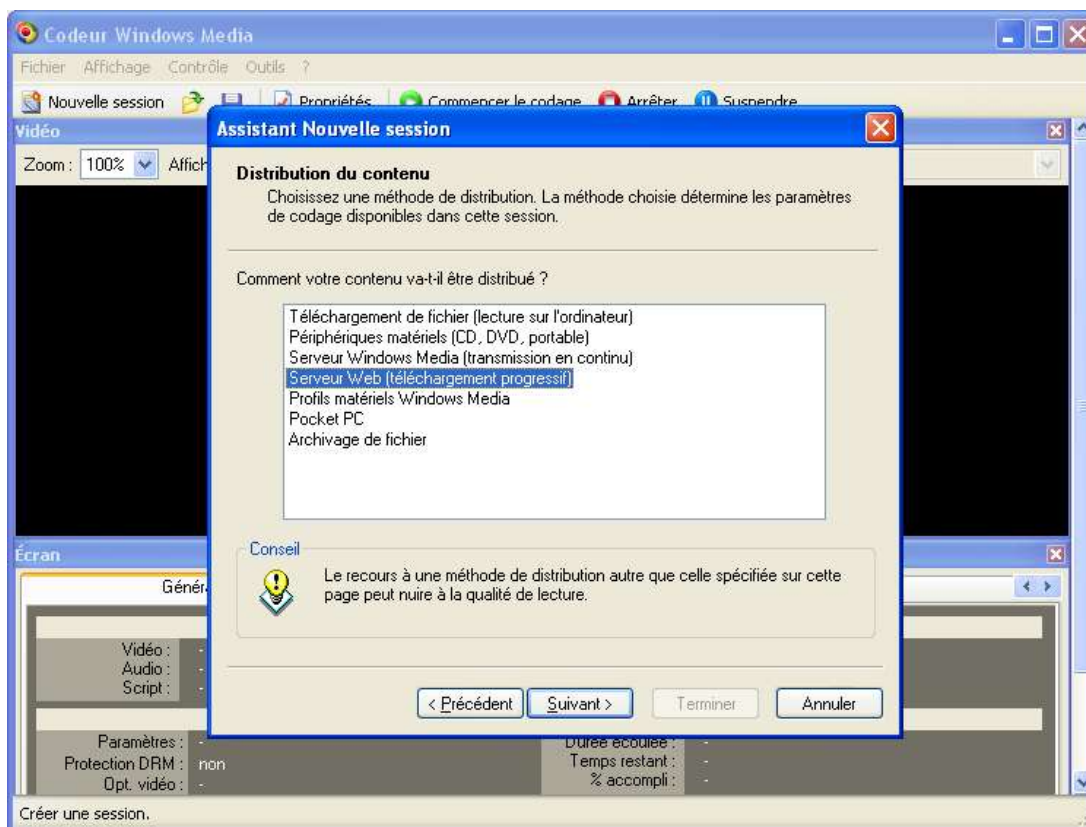 Codeur Windows Media
Fichier Affichage Contrôle Outils ?
Nouvelle session Propriétés Commencer le codage Arrêter Suspendre
Vidéo
Zoom : 100% Affich
Assistant Nouvelle session
Distribution du contenu
Choisissez une méthode de distribution. La méthode choisie détermine les paramètres
de codage disponibles dans cette session.
Comment votre contenu va-t-il être distribué ?
Téléchargement de fichier (lecture sur l'ordinateur)
Périphériques matériels (CD, DVD, portable)
Serveur Windows Media (transmission en continu)
Serveur Web (téléchargement progressif)
Profils matériels Windows Media
Pocket PC
Archivage de fichier
Conseil
Le recours à une méthode de distribution autre que celle spécifiée sur cette
page peut nuire à la qualité de lecture.
< Précédent Suivant > Terminer Annuler
Écran
Génér
Vidéo : -
Audio : -
Script : -
Paramètres : -
Protection DRM : non
Opt. vidéo : -
Durée écoulée : -
Temps restant : -
% accompli : -
Créer une session.